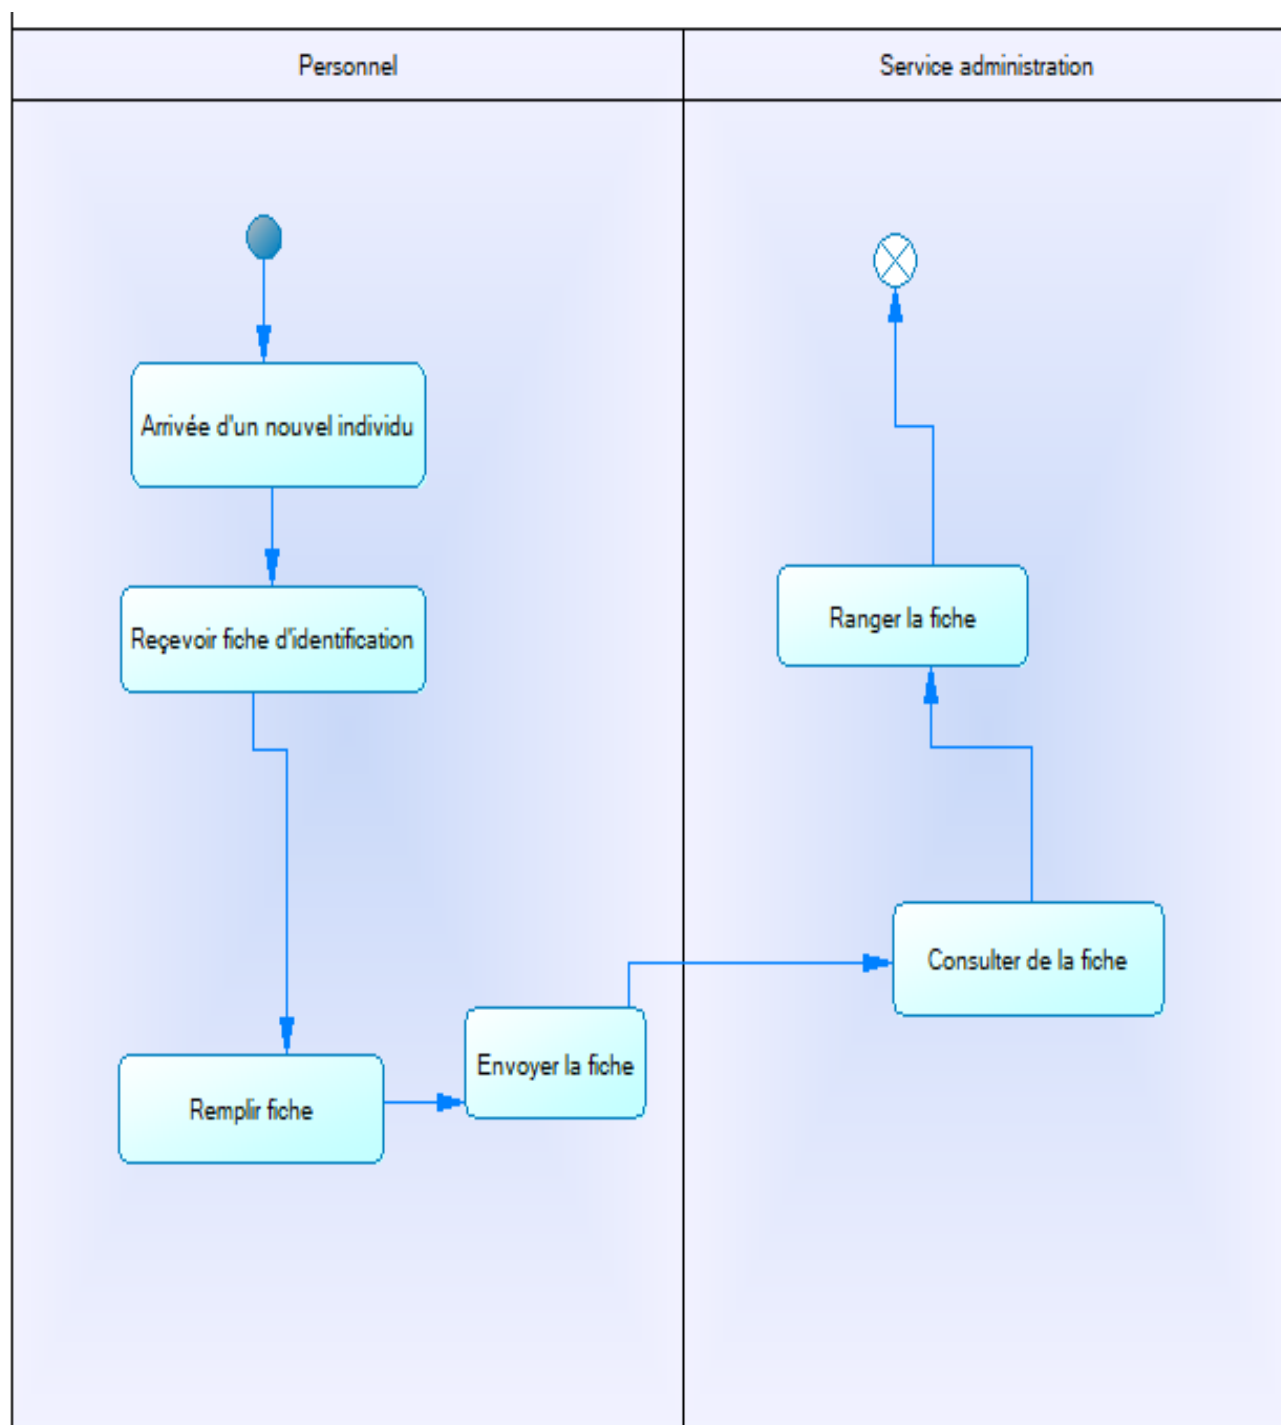 Personnel
Service administration
Arrivée d'un nouvel individu
Reçevoir fiche d'identification
Ranger la fiche
Consulter de la fiche
Envoyer la fiche
Remplir fiche